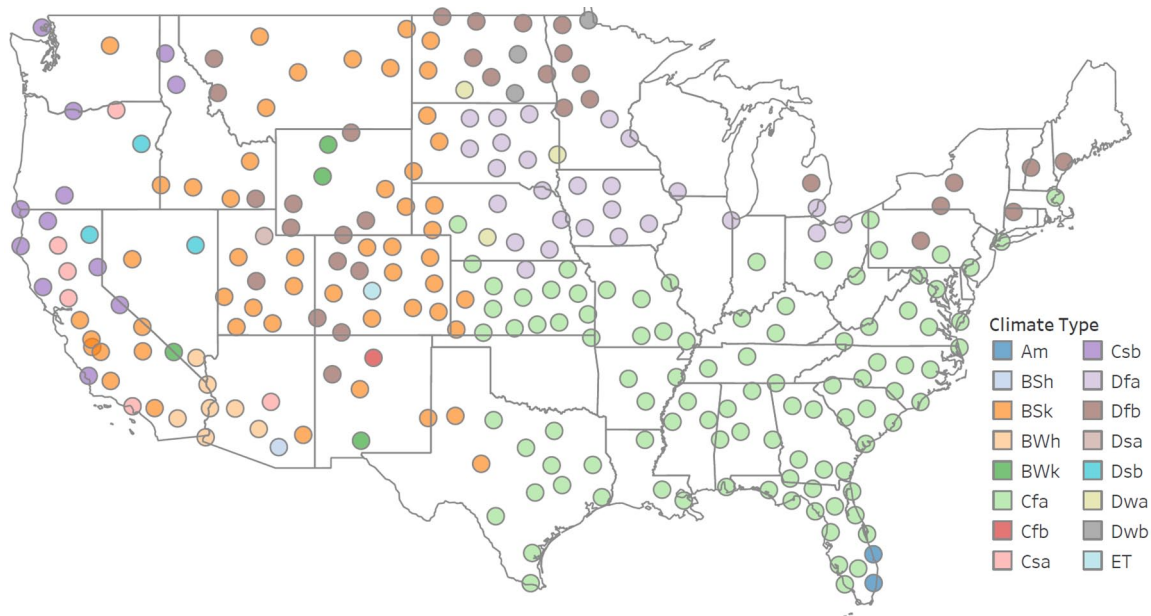 Climate Type
Am
BSh
BSk
BWh
BWk
Cfa
Cfb
Csa
Csb
Dfa
Dfb
Dsa
Dsb
Dwa
Dwb
ET